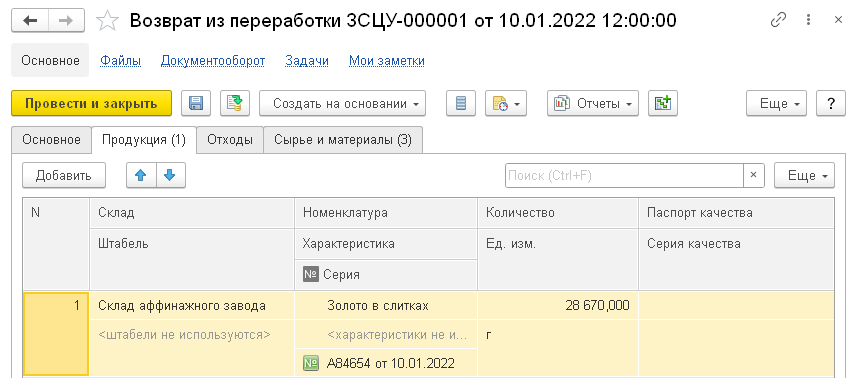 Возврат из переработки ЗСЦУ-000001 от 10.01.2022 12:00:00
Основное Файлы Документооборот Задачи Мои заметки
Провести и закрыть Создать на основании Отчеты Еще ?
Основное Продукция (1) Отходы Сырье и материалы (3)
Добавить Поиск (Ctrl+F) × Еще
N Склад Номенклатура Количество Паспорт качества
Штабель Характеристика Ед. изм. Серия качества
№ Серия
1 Склад аффинажного завода Золото в слитках 28 670,000
<штабели не используются> <характеристики не и... г
№ А84654 от 10.01.2022